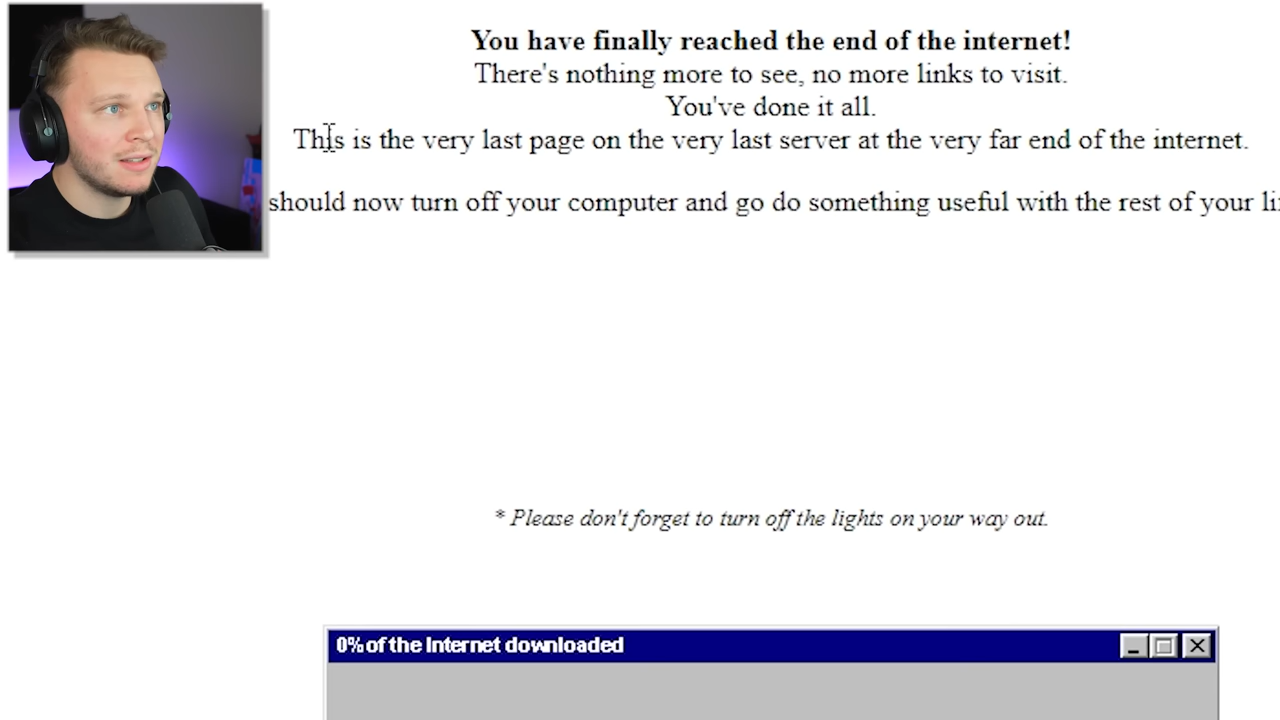 You have finally reached the end of the internet!
There's nothing more to see, no more links to visit.
You've done it all.
This is the very last page on the very last server at the very far end of the internet.
should now turn off your computer and go do something useful with the rest of your
* Please don't forget to turn off the lights on your way out.
0% of the Internet downloaded